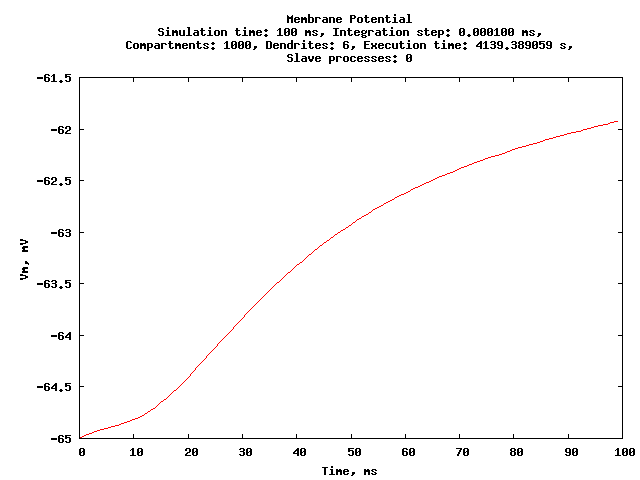 Membrane Potential
Simulation time: 100 ms, Integration step: 0.000100 ms,
Compartments: 1000, Dendrites: 6, Execution time: 4139.389059 s,
Slave processes: 0
-61.5
-62
-62.5
-63
-63.5
-64
-64.5
-65
Vm, mV
0 10 20 30 40 50 60 70 80 90 100
Time, ms